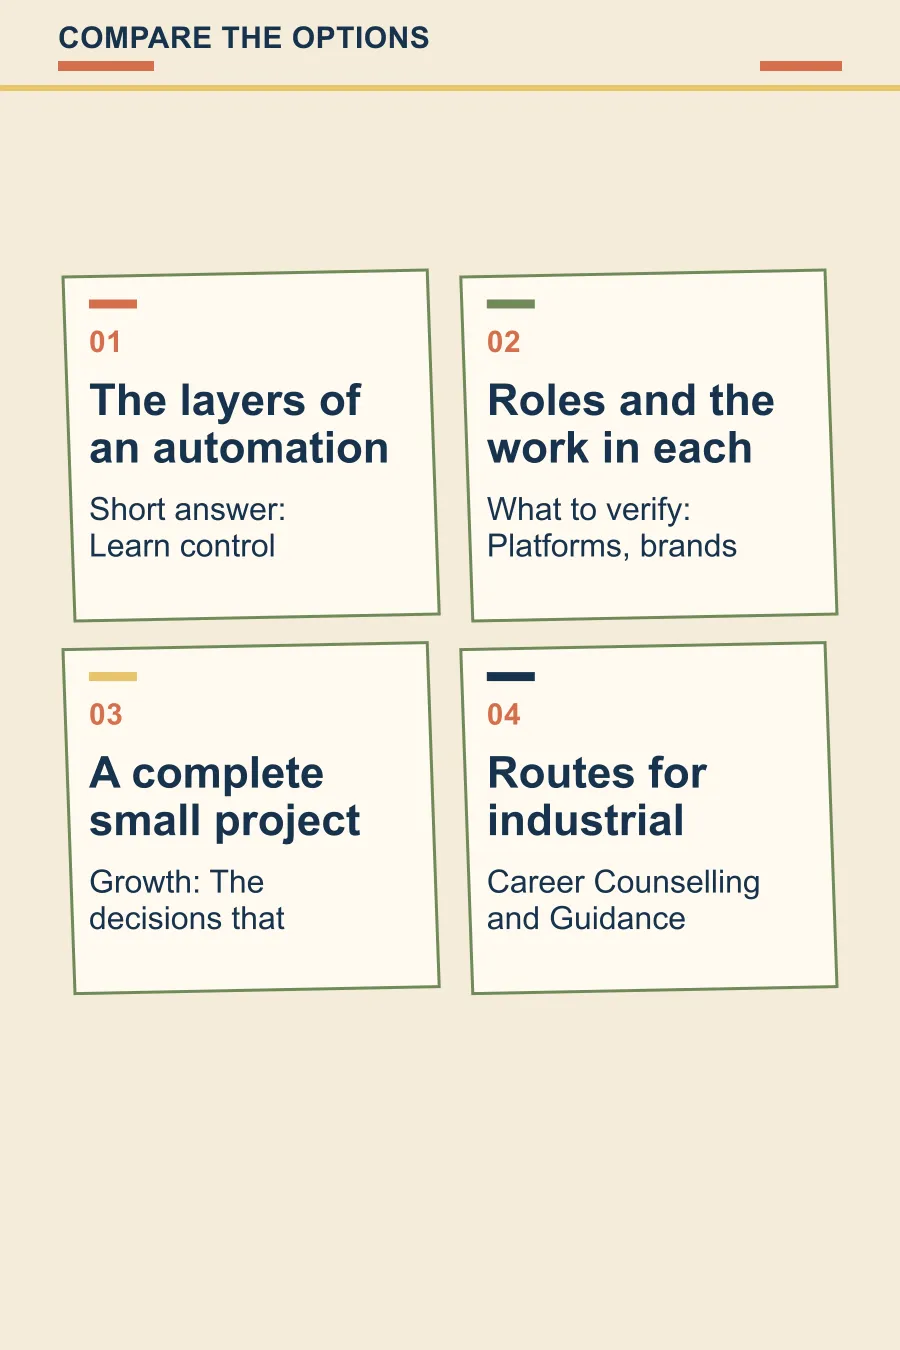 COMPARE THE OPTIONS
01
The layers of
an automation
Short answer:
Learn control
02
Roles and the
work in each
What to verify:
Platforms, brands
03
A complete
small project
Growth: The
decisions that
04
Routes for
industrial
Career Counselling
and Guidance